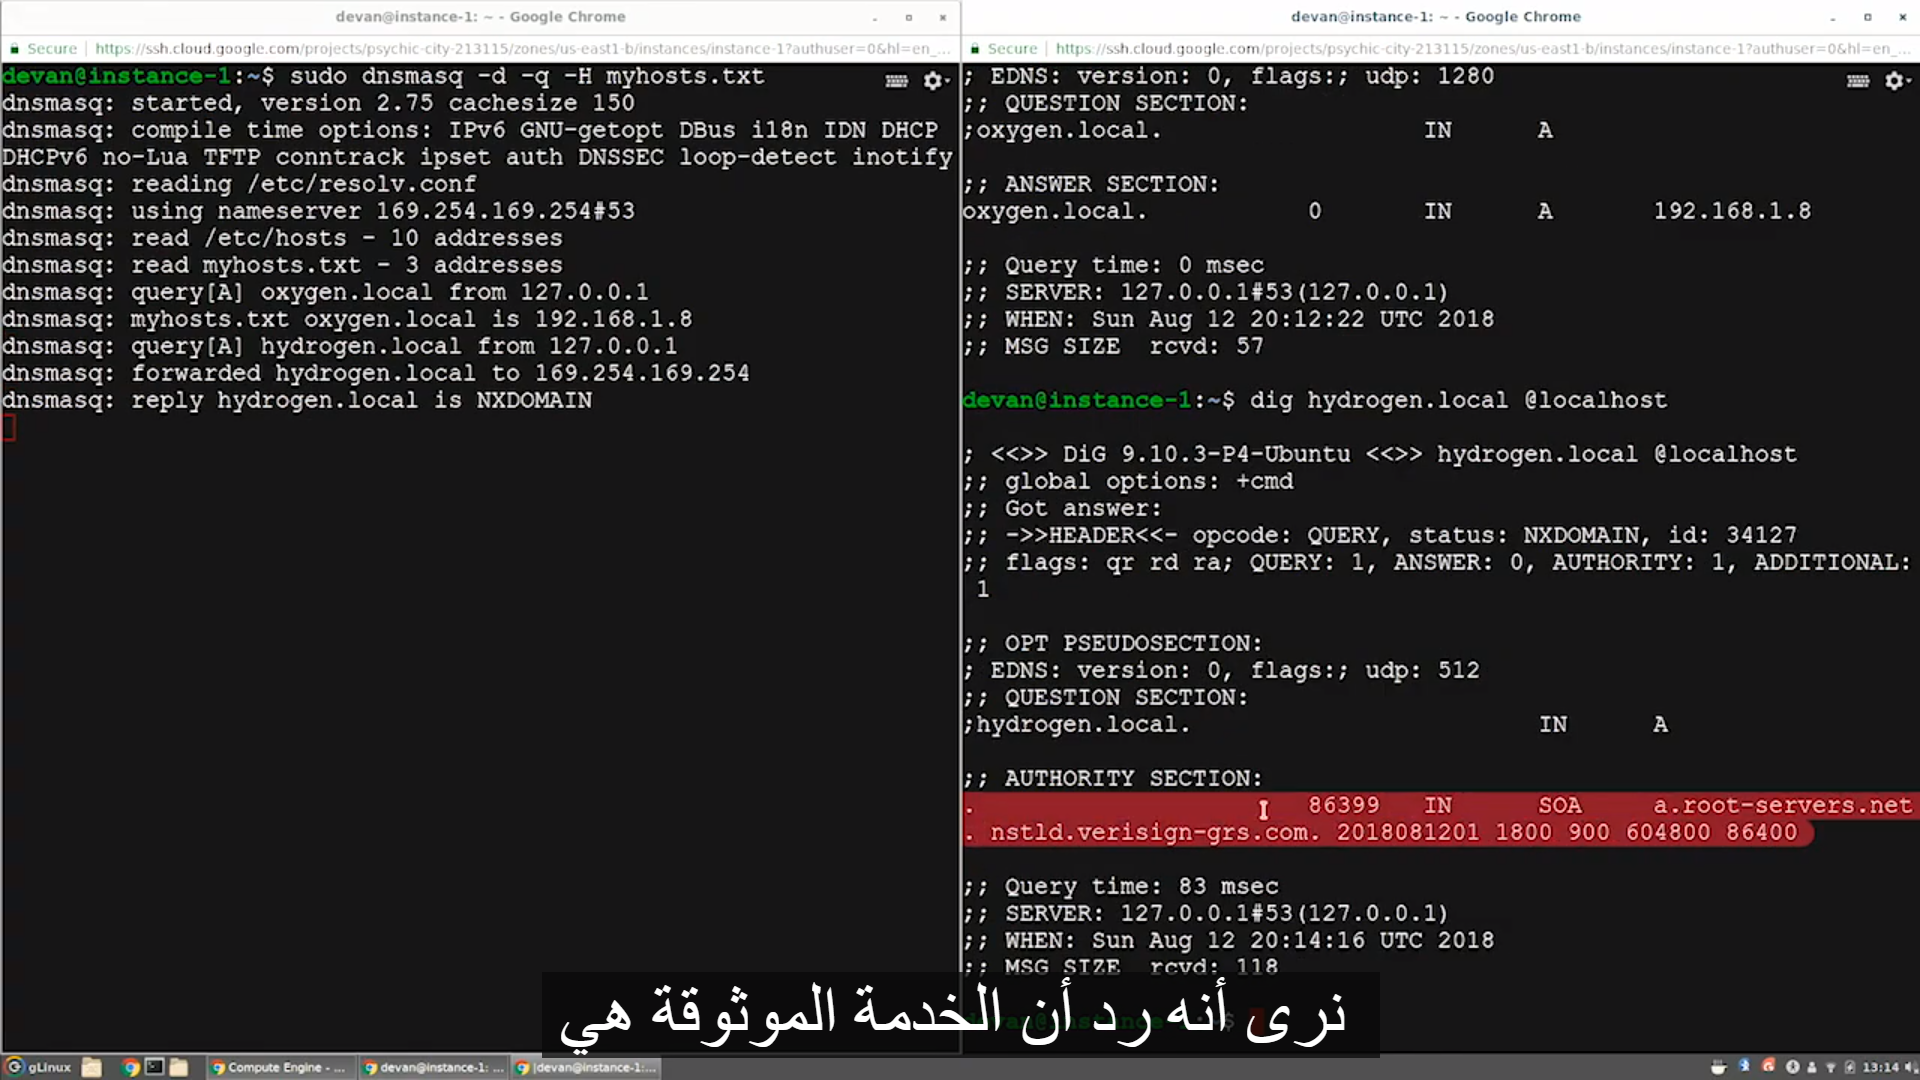 devan@instance-1: ~ - Google Chrome
Secure https://ssh.cloud.google.com/projects/psychic-city-213115/zones/us-east1-b/instances/instance-1?authuser=0&hl=en_...
devan@instance-1:~$ sudo dnsmasq -d -q -H myhosts.txt
dnsmasq: started, version 2.75 cachesize 150
dnsmasq: compile time options: IPv6 GNU-getopt DBus i18n IDN DHCP
DHCPv6 no-Lua TFTP conntrack ipset auth DNSSEC loop-detect inotify
dnsmasq: reading /etc/resolv.conf
dnsmasq: using nameserver 169.254.169.254#53
dnsmasq: read /etc/hosts - 10 addresses
dnsmasq: read myhosts.txt - 3 addresses
dnsmasq: query[A] oxygen.local from 127.0.0.1
dnsmasq: myhosts.txt oxygen.local is 192.168.1.8
dnsmasq: query[A] hydrogen.local from 127.0.0.1
dnsmasq: forwarded hydrogen.local to 169.254.169.254
dnsmasq: reply hydrogen.local is NXDOMAIN
devan@instance-1: ~ - Google Chrome
Secure https://ssh.cloud.google.com/projects/psychic-city-213115/zones/us-east1-b/instances/instance-1?authuser=0&hl=en_...
; EDNS: version: 0, flags:; udp: 1280
;; QUESTION SECTION:
;oxygen.local. IN A
;; ANSWER SECTION:
oxygen.local. 0 IN A 192.168.1.8
;; Query time: 0 msec
;; SERVER: 127.0.0.1#53(127.0.0.1)
;; WHEN: Sun Aug 12 20:12:22 UTC 2018
;; MSG SIZE rcvd: 57
devan@instance-1:~$ dig hydrogen.local @localhost
; <<>> DiG 9.10.3-P4-Ubuntu <<>> hydrogen.local @localhost
;; global options: +cmd
;; Got answer:
;; ->>HEADER<<- opcode: QUERY, status: NXDOMAIN, id: 34127
;; flags: qr rd ra; QUERY: 1, ANSWER: 0, AUTHORITY: 1, ADDITIONAL:
1
;; OPT PSEUDOSECTION:
; EDNS: version: 0, flags:; udp: 512
;; QUESTION SECTION:
;hydrogen.local. IN A
;; AUTHORITY SECTION:
. 86399 IN SOA a.root-servers.net
. nstld.verisign-grs.com. 2018081201 1800 900 604800 86400
;; Query time: 83 msec
;; SERVER: 127.0.0.1#53(127.0.0.1)
;; WHEN: Sun Aug 12 20:14:16 UTC 2018
;; MSG SIZE rcvd: 118
نرى أنه رد أن الخدمة الموثوقة هي
gLinux Compute Engine - ... devan@instance-1: ... devan@instance-1:... 13:14